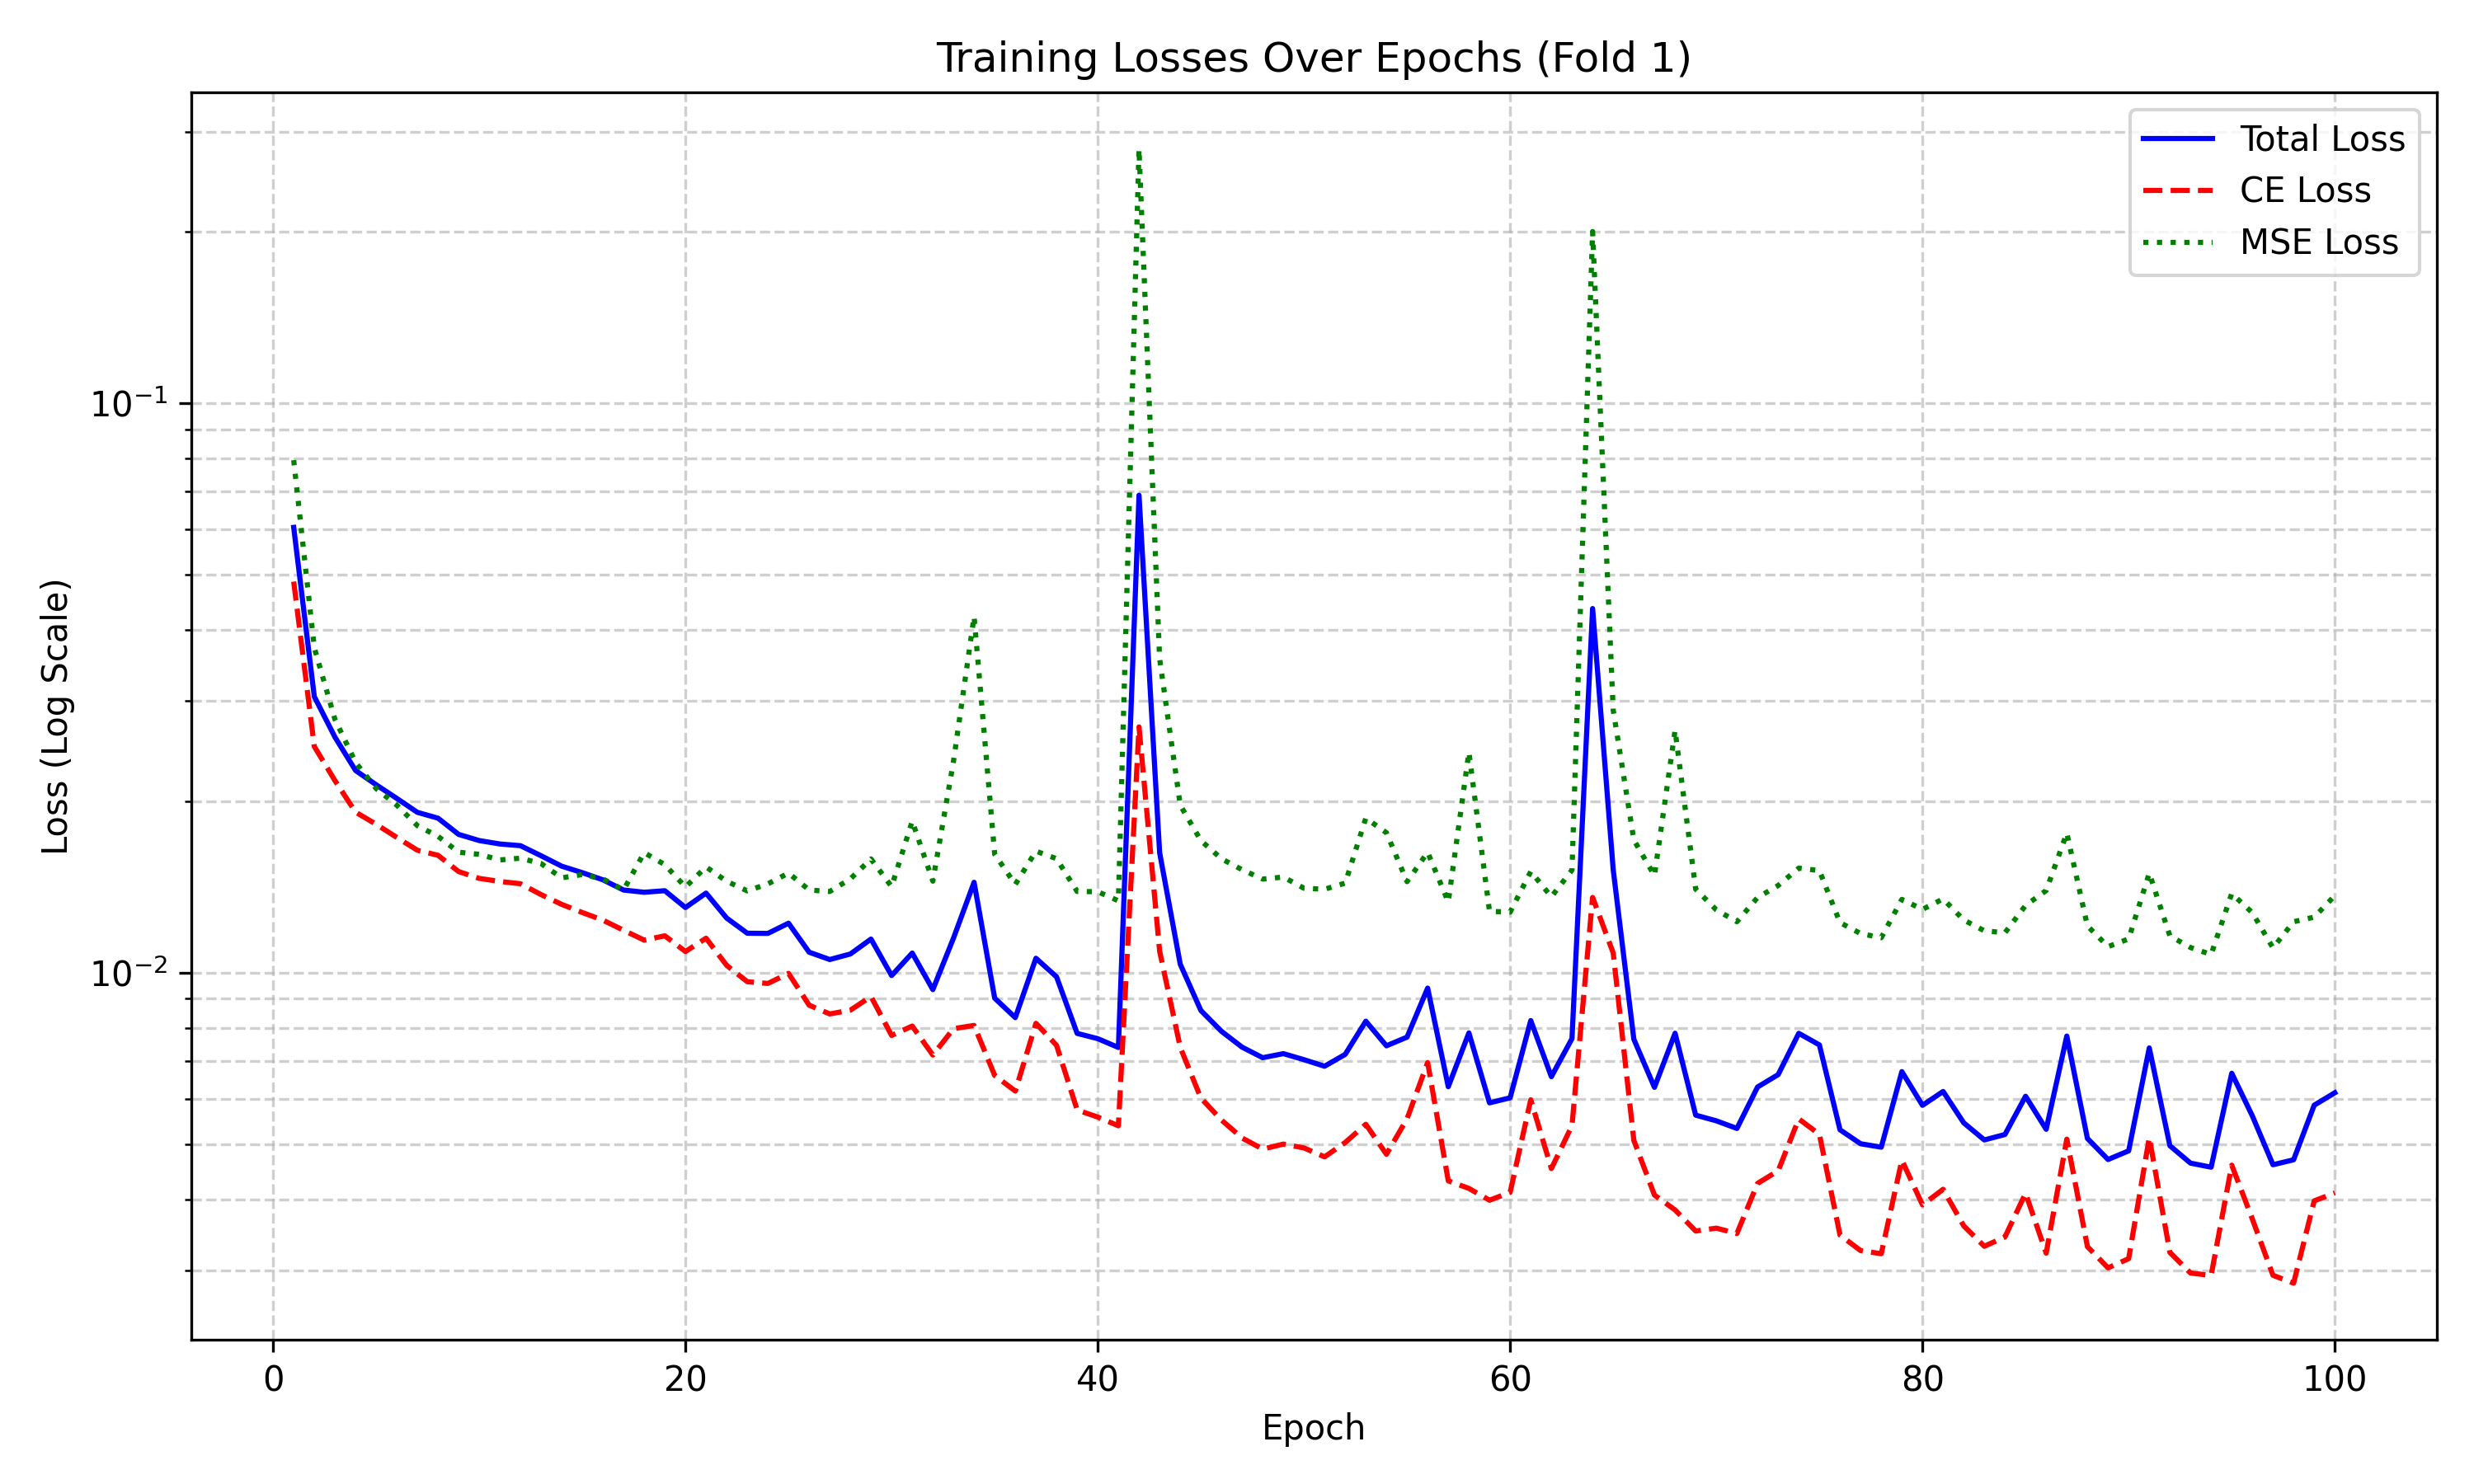 Training Losses Over Epochs (Fold 1)
Total Loss
CE Loss
MSE Loss
Loss (Log Scale)
10⁻¹
10⁻²
0 20 40 60 80 100
Epoch